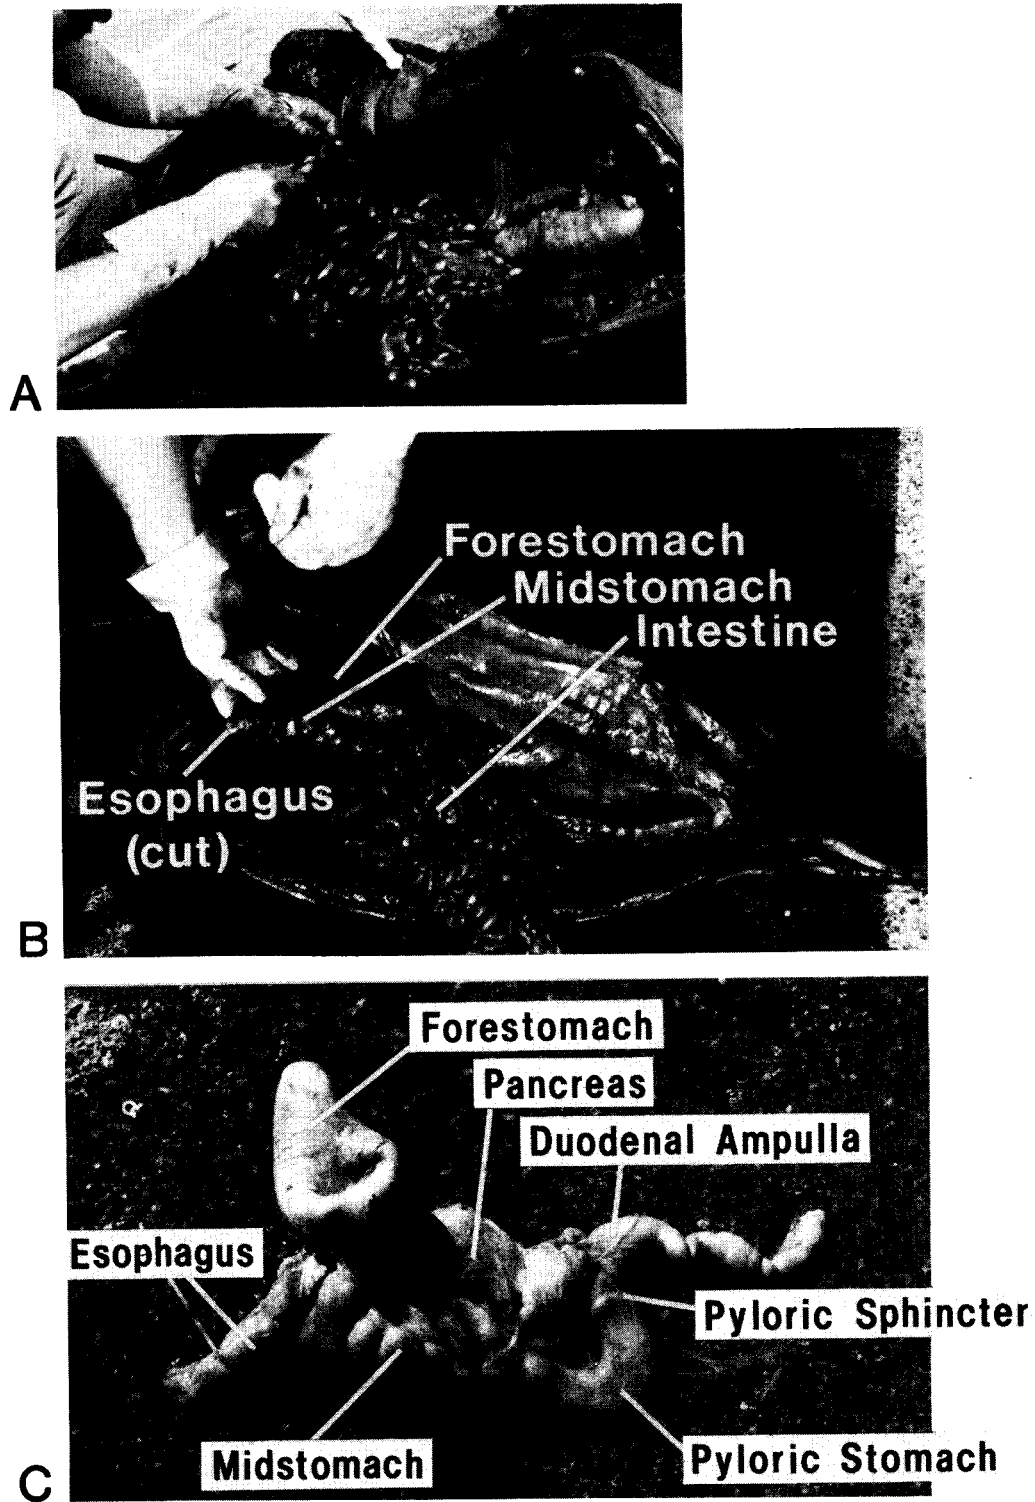 A
Forestomach
Midstomach
Intestine
Esophagus
(cut)
B
Forestomach
Pancreas
Duodenal Ampulla
Esophagus
Pyloric Sphincter
Midstomach
Pyloric Stomach
C